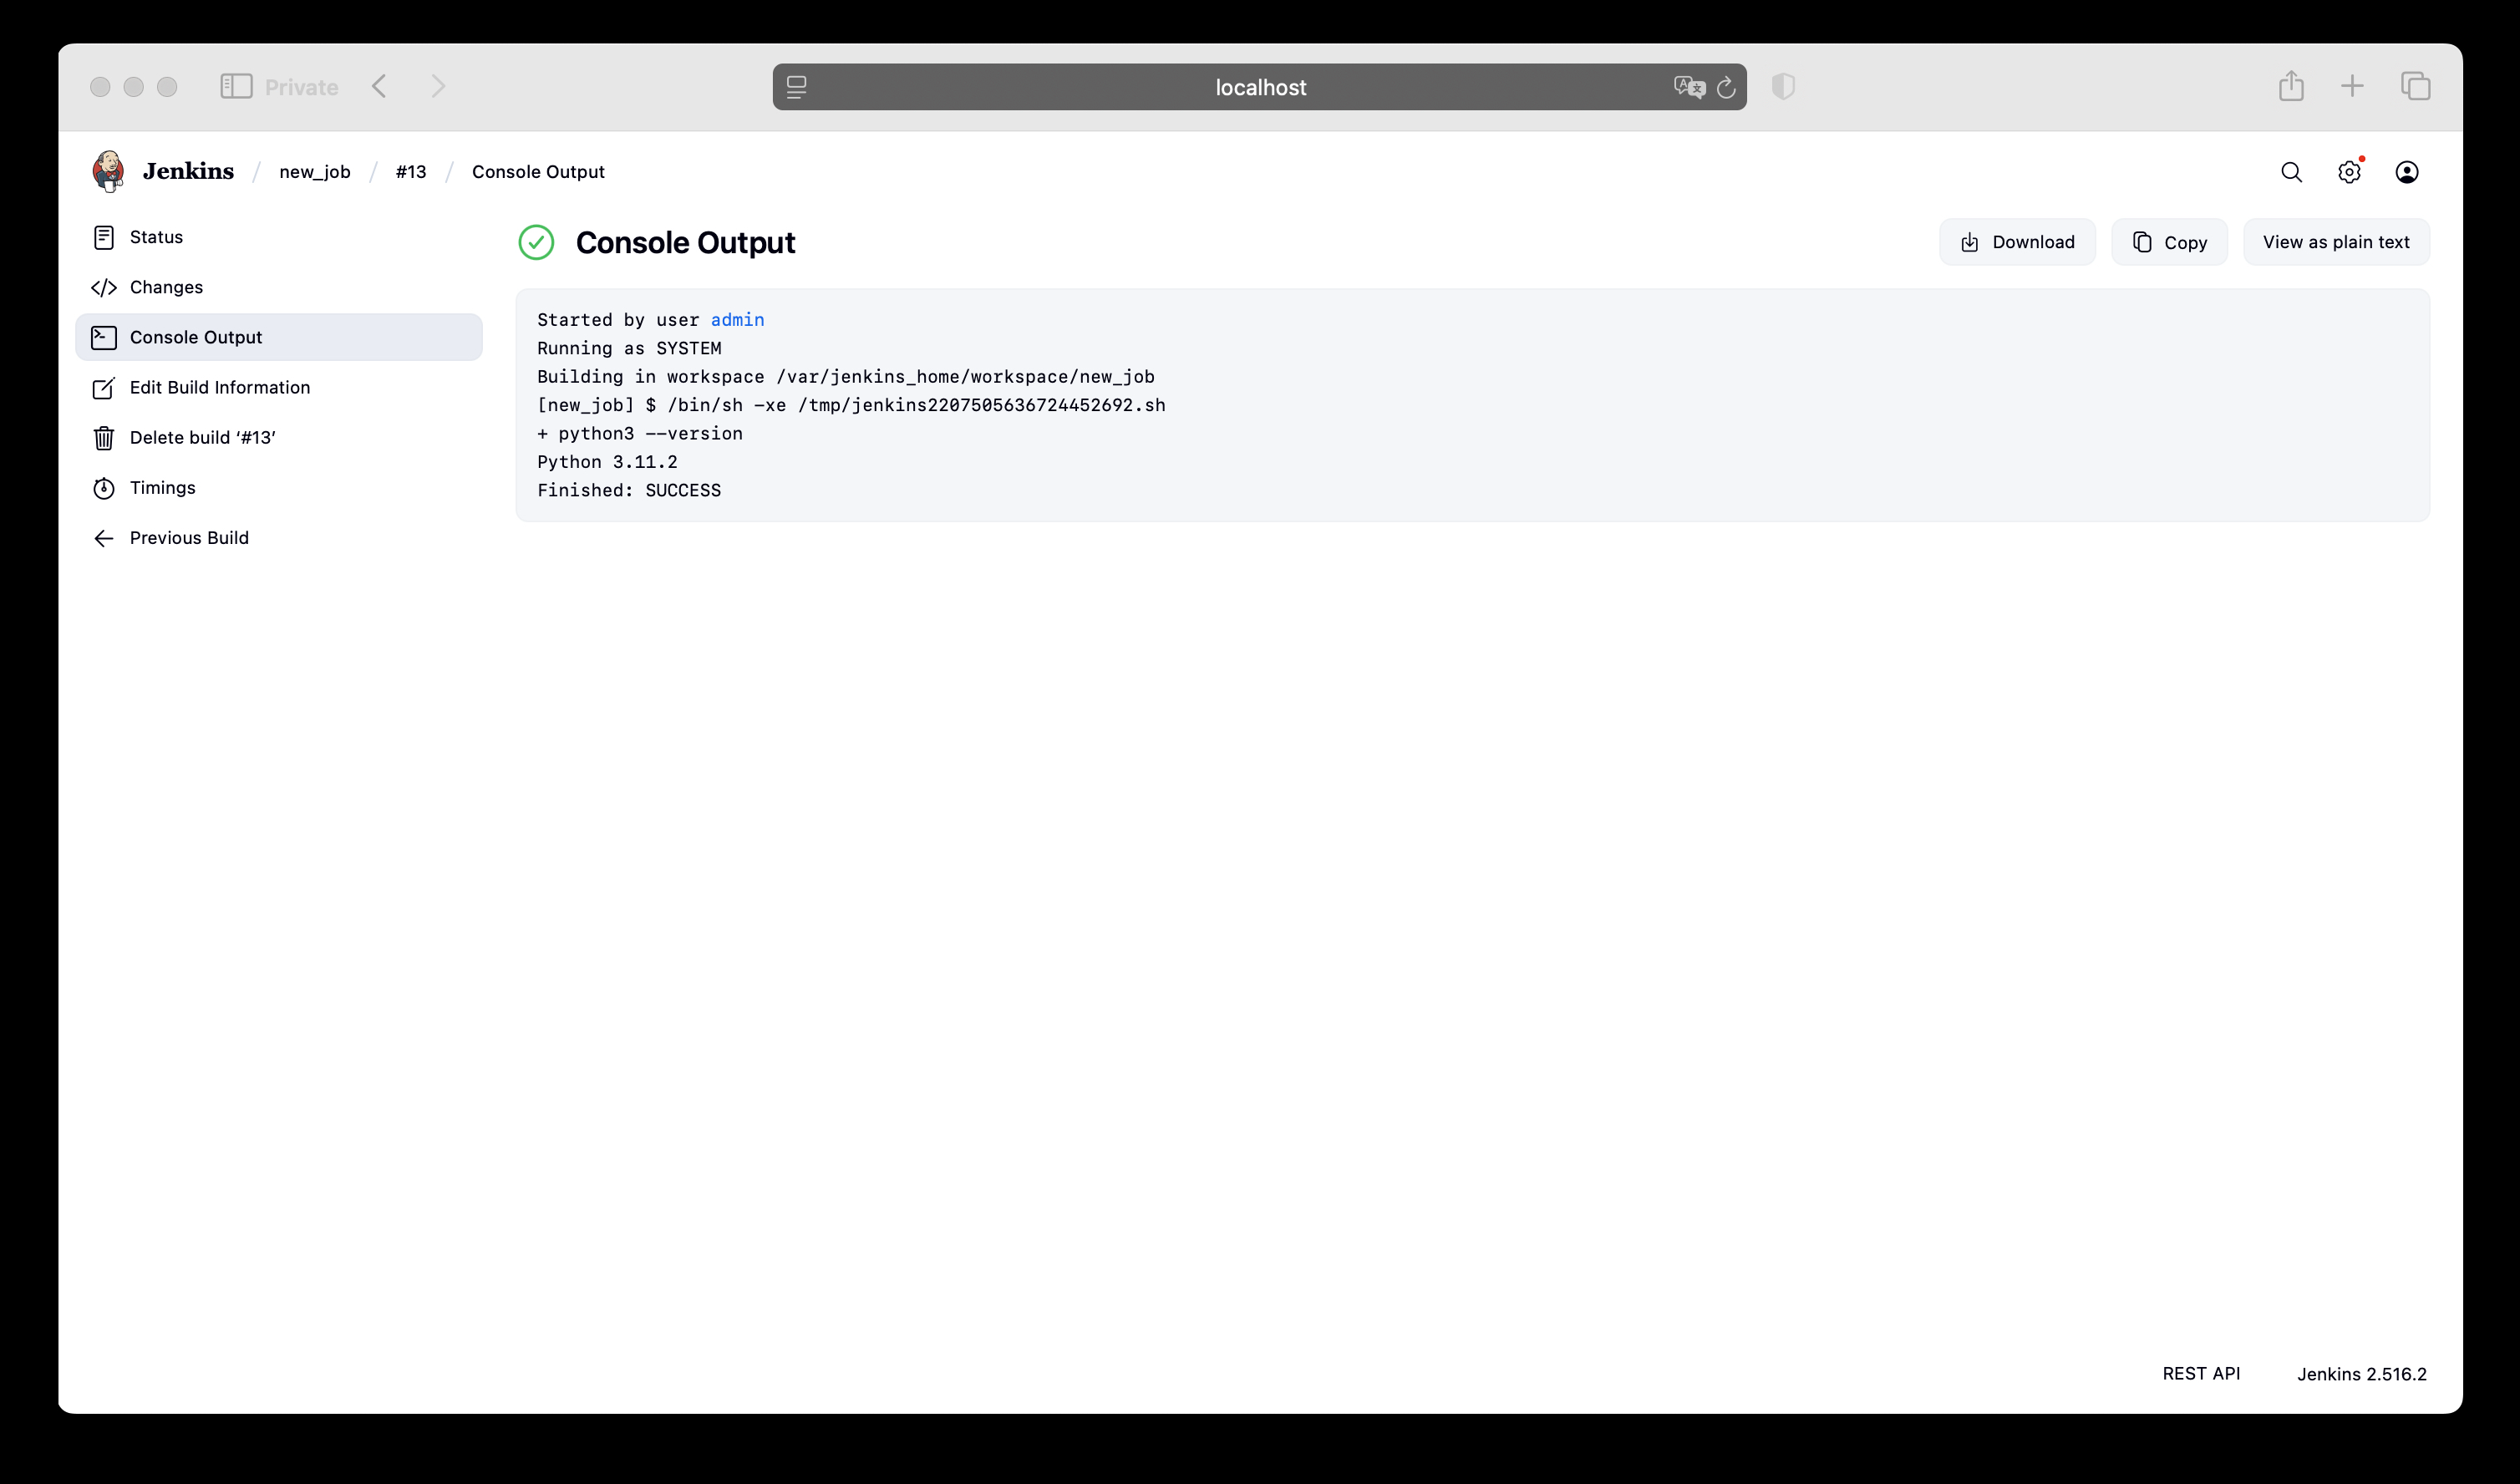 Private
localhost
Jenkins / new_job / #13 / Console Output
Status
Changes
Console Output
Edit Build Information
Delete build ‘#13’
Timings
Previous Build
Console Output
Download
Copy
View as plain text
Started by user admin
Running as SYSTEM
Building in workspace /var/jenkins_home/workspace/new_job
[new_job] $ /bin/sh -xe /tmp/jenkins2207505636724452692.sh
+ python3 --version
Python 3.11.2
Finished: SUCCESS
REST API
Jenkins 2.516.2